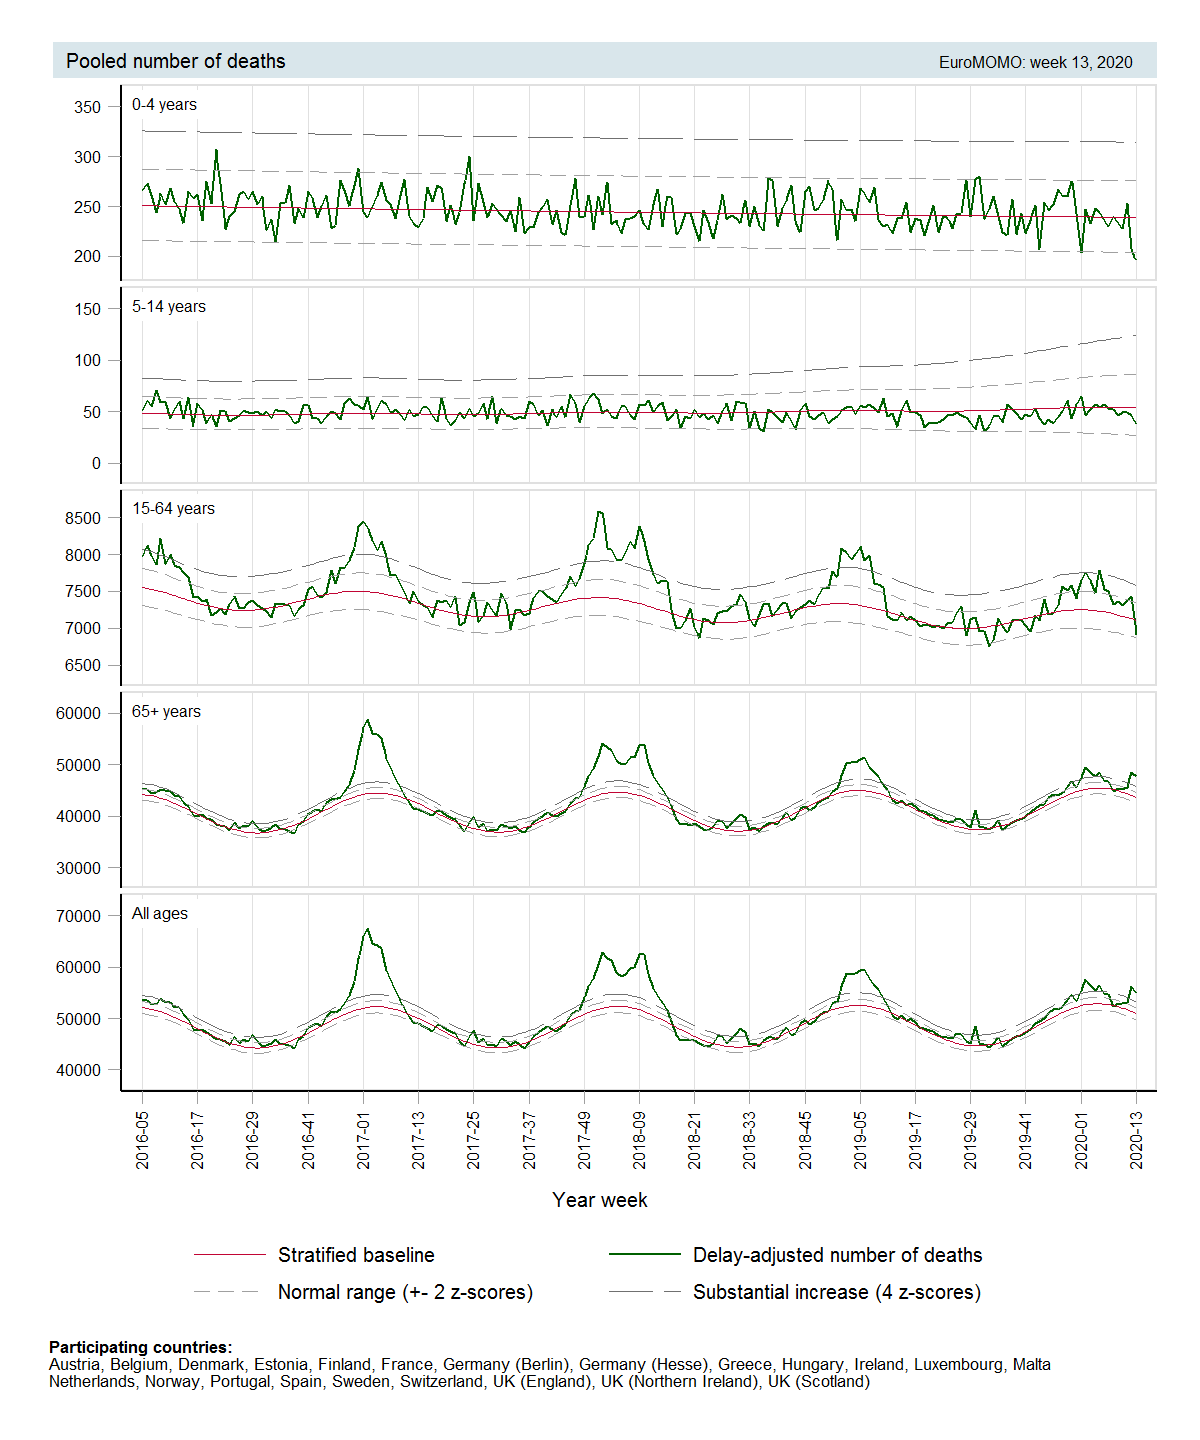 Pooled number of deaths
EuroMOMO: week 13, 2020
0-4 years
350
300
250
200
5-14 years
150
100
50
0
15-64 years
8500
8000
7500
7000
6500
65+ years
60000
50000
40000
30000
All ages
70000
60000
50000
40000
2016-05
2016-17
2016-29
2016-41
2017-01
2017-13
2017-25
2017-37
2017-49
2018-09
2018-21
2018-33
2018-45
2019-05
2019-17
2019-29
2019-41
2020-01
2020-13
Year week
Stratified baseline
Delay-adjusted number of deaths
Normal range (+- 2 z-scores)
Substantial increase (4 z-scores)
Participating countries:
Austria, Belgium, Denmark, Estonia, Finland, France, Germany (Berlin), Germany (Hesse), Greece, Hungary, Ireland, Luxembourg, Malta
Netherlands, Norway, Portugal, Spain, Sweden, Switzerland, UK (England), UK (Northern Ireland), UK (Scotland)